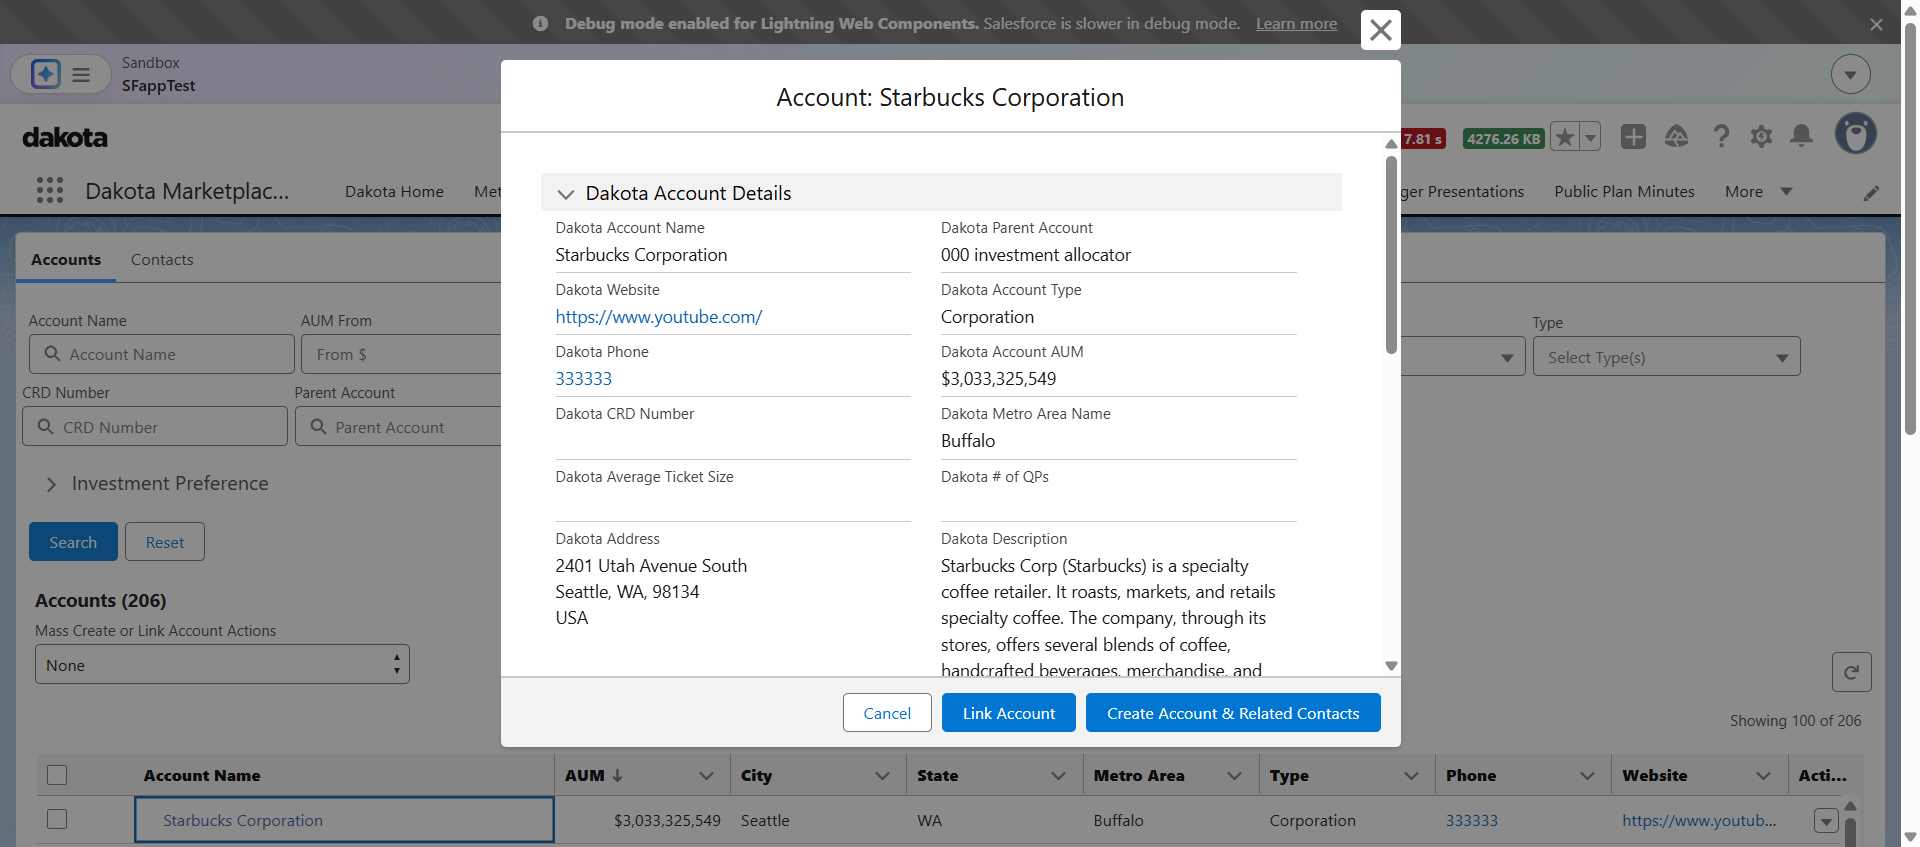 Debug mode enabled for Lightning Web Components. Salesforce is slower in debug mode. Learn more
Sandbox
SFappTest
dakota
7.81 s
4276.26 KB
Dakota Marketplac...
Dakota Home
Met
ger Presentations
Public Plan Minutes
More
Accounts
Contacts
Account Name
Account Name
AUM From
From $
Type
Select Type(s)
CRD Number
CRD Number
Parent Account
Parent Account
Investment Preference
Search
Reset
Accounts (206)
Mass Create or Link Account Actions
None
Showing 100 of 206
Account: Starbucks Corporation
Dakota Account Details
Dakota Account Name
Starbucks Corporation
Dakota Parent Account
000 investment allocator
Dakota Website
https://www.youtube.com/
Dakota Account Type
Corporation
Dakota Phone
333333
Dakota Account AUM
$3,033,325,549
Dakota CRD Number
Dakota Metro Area Name
Buffalo
Dakota Average Ticket Size
Dakota # of QPs
Dakota Address
2401 Utah Avenue South
Seattle, WA, 98134
USA
Dakota Description
Starbucks Corp (Starbucks) is a specialty
coffee retailer. It roasts, markets, and retails
specialty coffee. The company, through its
stores, offers several blends of coffee,
handcrafted beverages, merchandise, and
Cancel
Link Account
Create Account & Related Contacts
Account Name
AUM
City
State
Metro Area
Type
Phone
Website
Acti...
Starbucks Corporation
$3,033,325,549
Seattle
WA
Buffalo
Corporation
333333
https://www.youtub...